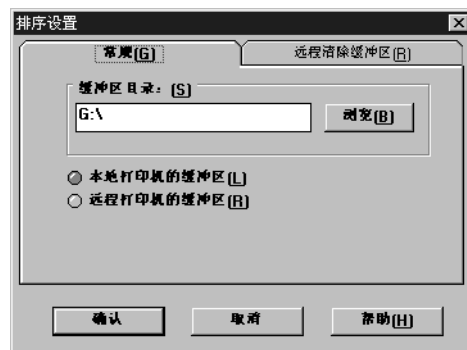 排序设置
常规(G)
远程清除缓冲区(R)
缓冲区目录：(S)
G:\
浏览(B)
本地打印机的缓冲区(L)
远程打印机的缓冲区(R)
确认
取消
帮助(H)